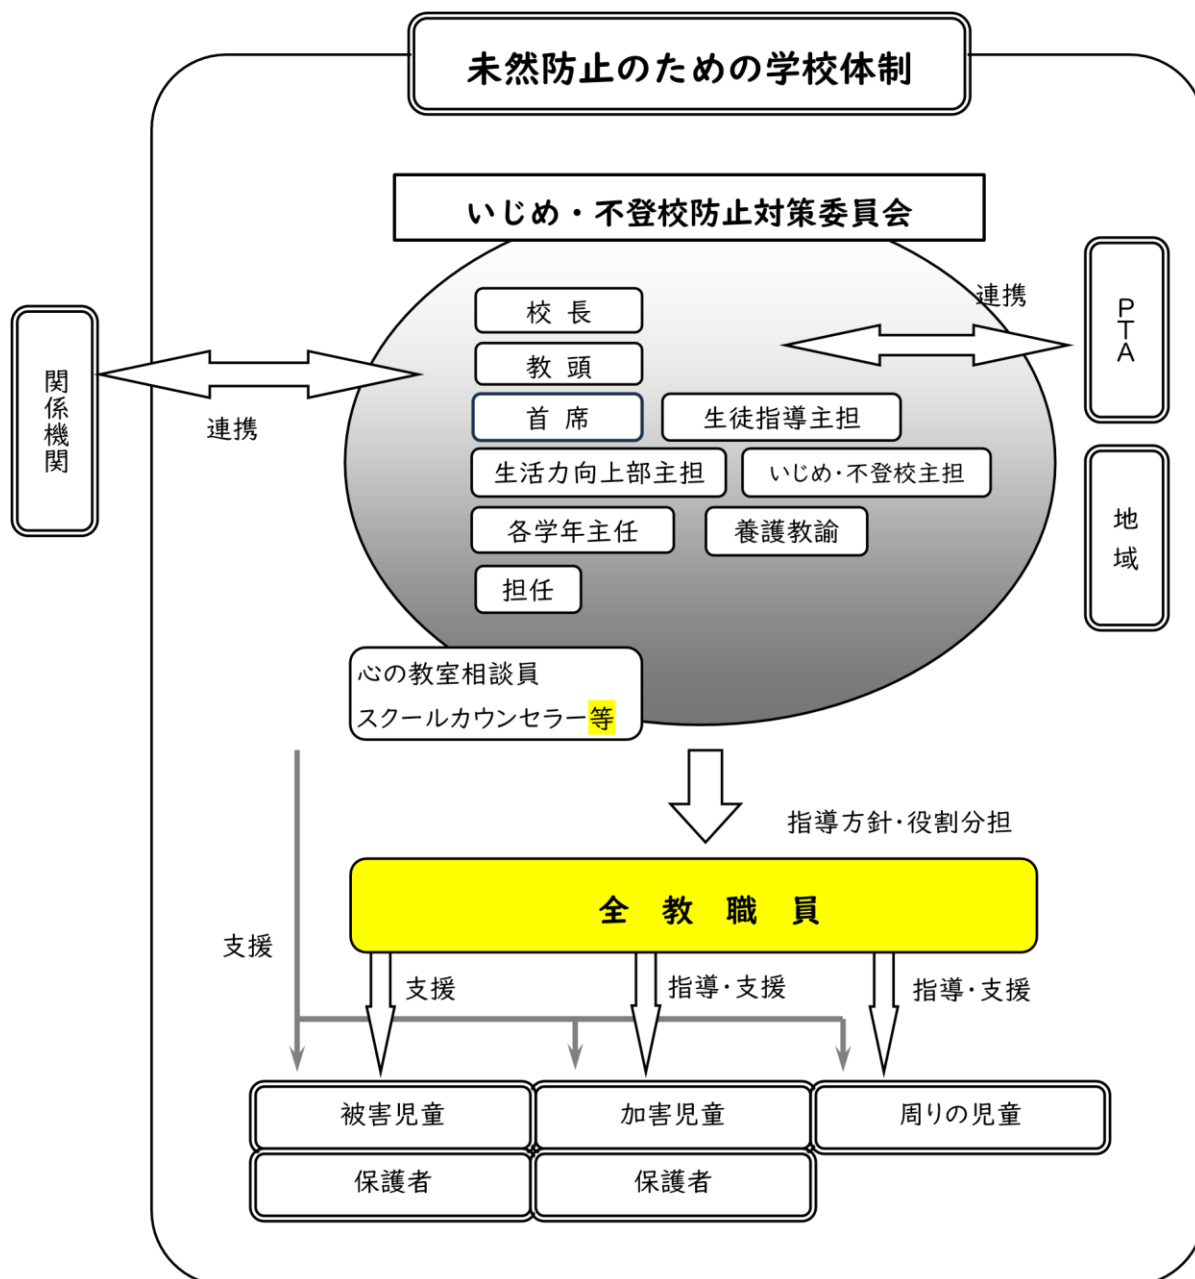 未然防止のための学校体制
いじめ・不登校防止対策委員会
校 長
教 頭
首 席
生徒指導主担
生活力向上部主担
いじめ・不登校主担
各学年主任
養護教諭
担任
心の教室相談員
スクールカウンセラー等
関係機関
連携
連携
PTA
地域
指導方針・役割分担
全 教 職 員
支援
支援
指導・支援
指導・支援
被害児童
加害児童
周りの児童
保護者
保護者